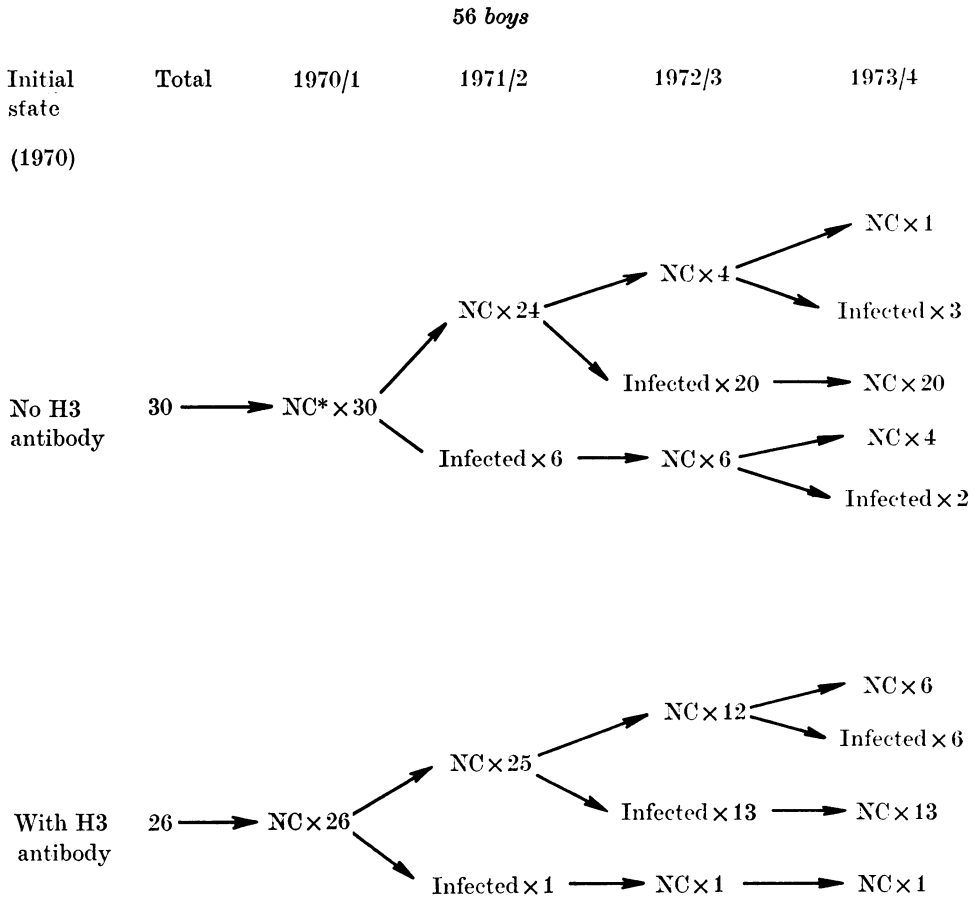 56 boys
Initial state Total 1970/1 1971/2 1972/3 1973/4
(1970)
NC × 1
NC × 4
Infected × 3
NC × 24
Infected × 20 NC × 20
No H3 antibody 30 NC* × 30
NC × 4
Infected × 6 NC × 6
Infected × 2
NC × 6
NC × 12
Infected × 6
NC × 25
Infected × 13 NC × 13
With H3 antibody 26 NC × 26
Infected × 1 NC × 1 NC × 1